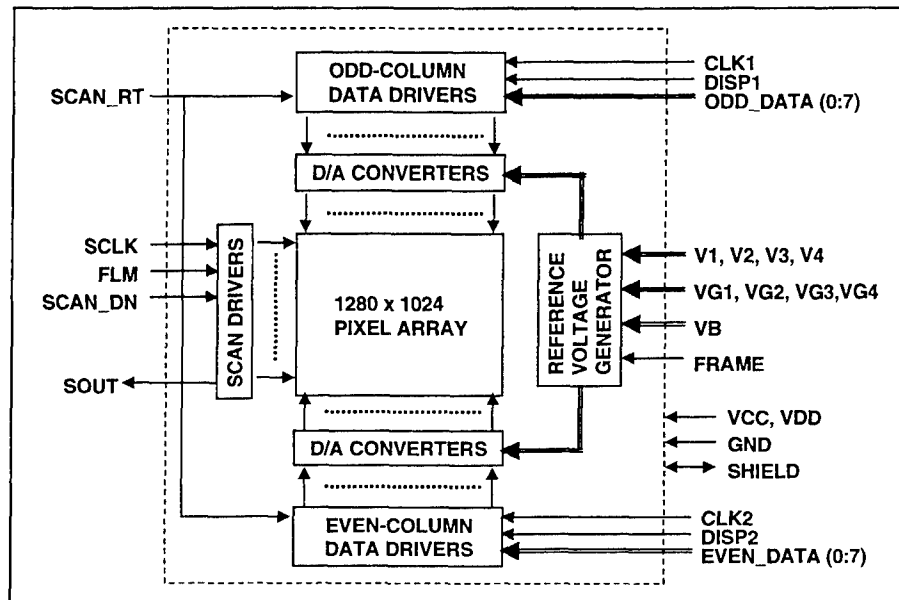 ODD-COLUMN
DATA DRIVERS
CLK1
DISP1
ODD_DATA (0:7)
SCAN_RT
D/A CONVERTERS
SCLK
FLM
SCAN_DN
SOUT
SCAN DRIVERS
1280 x 1024
PIXEL ARRAY
REFERENCE
VOLTAGE
GENERATOR
V1, V2, V3, V4
VG1, VG2, VG3,VG4
VB
FRAME
VCC, VDD
GND
SHIELD
D/A CONVERTERS
EVEN-COLUMN
DATA DRIVERS
CLK2
DISP2
EVEN_DATA (0:7)